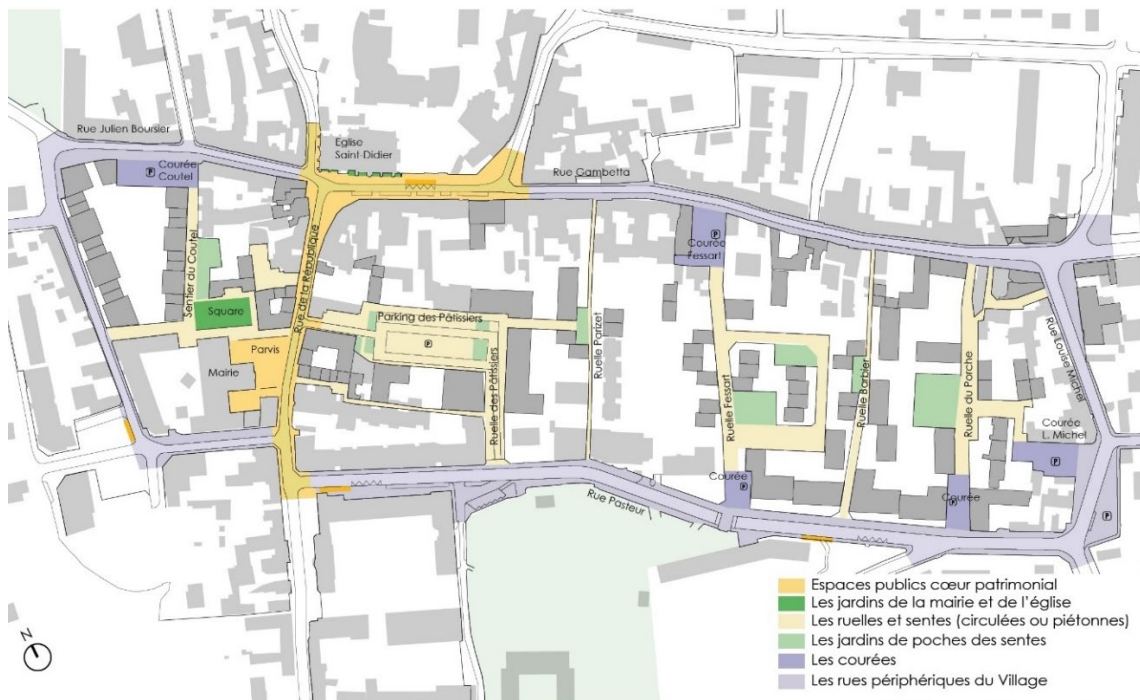 Rue Julien Boursier
Eglise
Saint-Didier
Courée
Coutel
P
Rue Gambetta
Sentier du Coutel
Rue de la République
Courée
Fessart
P
Square
Parking des Pâtissiers
P
Parvis
Mairie
Ruelle des Pâtissiers
Ruelle Parizet
Ruelle Fessart
Ruelle Barbier
Ruelle du Porche
Rue Louise Michel
Courée
L. Michel
P
Courée
P
Courée
P
P
Rue Pasteur
N
Espaces publics cœur patrimonial
Les jardins de la mairie et de l'église
Les ruelles et sentes (circulées ou piétonnes)
Les jardins de poches des sentes
Les courées
Les rues périphériques du Village